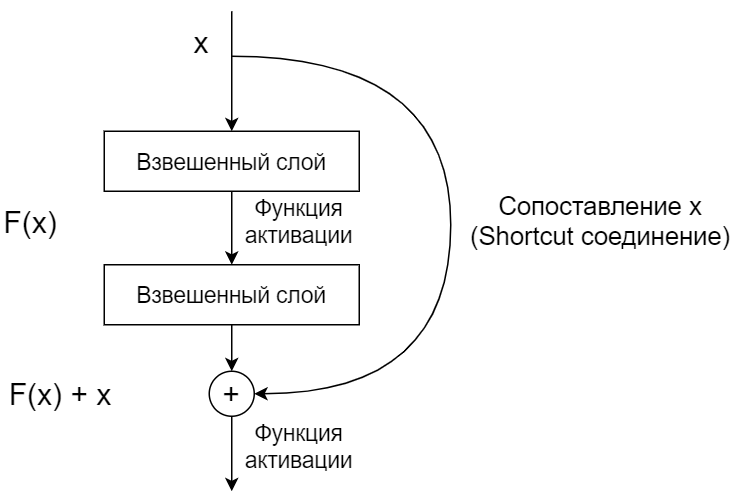 x
Взвешенный слой
Функция
активации
F(x)
Сопоставление x
(Shortcut соединение)
Взвешенный слой
F(x) + x
+
Функция
активации